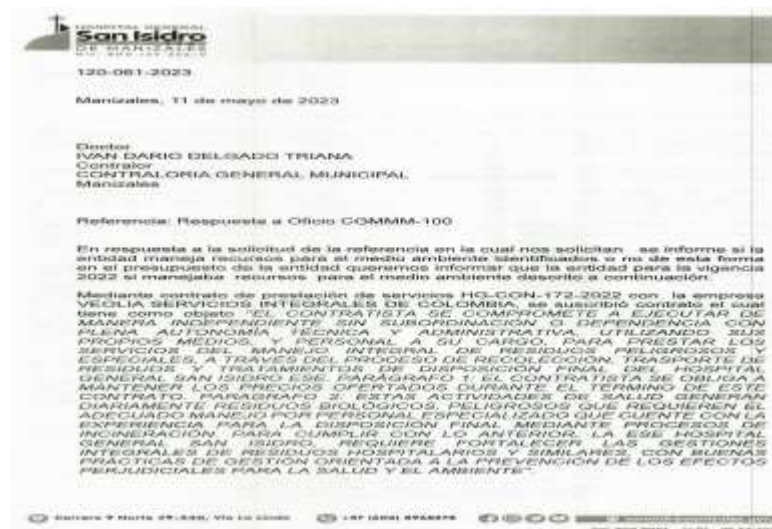 HOSPITAL GENERAL
San Isidro
DE MANIZALES
120-061-2023
Manizales, 11 de mayo de 2023
Doctor
IVAN DARIO DELGADO TRIANA
Contralor
CONTRALORIA GENERAL MUNICIPAL
Manizales
Referencia: Respuesta a Oficio CGMMM-100
En respuesta a la solicitud de la referencia en la cual nos solicitan se informe si la
entidad maneja recursos para el medio ambiente identificados o no de esta forma
en el presupuesto de la entidad queremos informar que la entidad para la vigencia
2022 si manejaba recursos para el medio ambiente descrito a continuación.
Mediante contrato de prestación de servicios HG-CON-172-2022 con la empresa
VEOLIA SERVICIOS INTEGRALES DE COLOMBIA, se suscribió contrato el cual
tiene como objeto "EL CONTRATISTA SE COMPROMETE A EJECUTAR DE
MANERA INDEPENDIENTE SIN SUBORDINACIÓN O DEPENDENCIA CON
PLENA AUTONOMÍA TÉCNICA Y ADMINISTRATIVA, UTILIZANDO SUS
PROPIOS MEDIOS, Y PERSONAL A SU CARGO, PARA PRESTAR LOS
SERVICIOS DEL MANEJO INTEGRAL DE RESIDUOS PELIGROSOS Y
ESPECIALES, A TRAVÉS DEL PROCESO DE RECOLECCIÓN, TRASPORTE DE
RESIDUOS Y TRATAMIENTOS DE DISPOSICIÓN FINAL DEL HOSPITAL
GENERAL SAN ISIDRO ESE. PARÁGRAFO 1: EL CONTRATISTA SE OBLIGA A
MANTENER LOS PRECIOS OFERTADOS DURANTE EL TERMINO DE ESTE
CONTRATO. PARAGRAFO 2. ESTAS ACTIVIDADES DE SALUD GENERAN
DIARIAMENTE RESIDUOS BIOLÓGICOS, PELIGROSOS QUE REQUIEREN EL
ADECUADO MANEJO POR PERSONAL ESPECIALIZADO QUE CUENTE CON LA
EXPERIENCIA PARA LA DISPOSICIÓN FINAL MEDIANTE PROCESOS DE
INCINERACIÓN. PARA CUMPLIR CON LO ANTERIOR, LA ESE HOSPITAL
GENERAL SAN ISIDRO, REQUIERE FORTALECER LAS GESTIONES
INTEGRALES DE RESIDUOS HOSPITALARIOS Y SIMILARES, CON BUENAS
PRÁCTICAS DE GESTIÓN ORIENTADA A LA PREVENCIÓN DE LOS EFECTOS
PERJUDICIALES PARA LA SALUD Y EL AMBIENTE".
Carrera 9 Norte